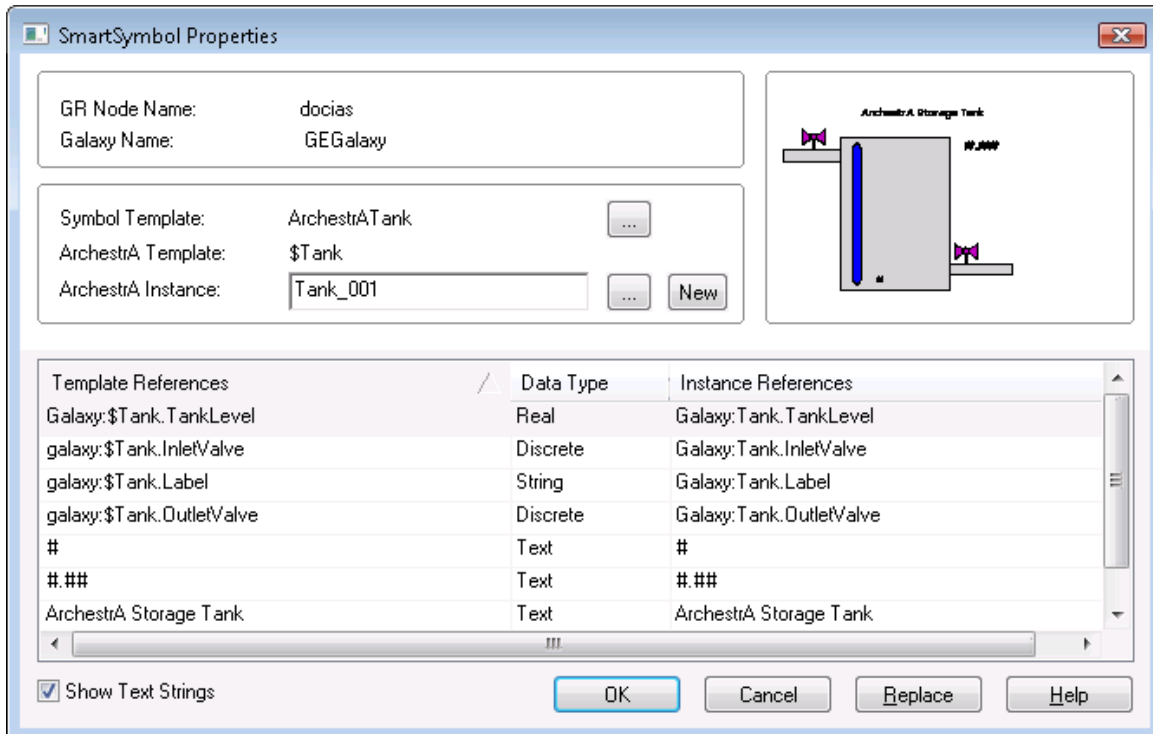 SmartSymbol Properties
GR Node Name: docias
Galaxy Name: GEGalaxy
ArchestrA Storage Tank
#.###
#
Symbol Template: ArchestrATank ...
ArchestrA Template: $Tank
ArchestrA Instance: Tank_001 ... New
Template References Data Type Instance References
Galaxy:$Tank.TankLevel Real Galaxy:Tank.TankLevel
galaxy:$Tank.InletValve Discrete Galaxy:Tank.InletValve
galaxy:$Tank.Label String Galaxy:Tank.Label
galaxy:$Tank.OutletValve Discrete Galaxy:Tank.OutletValve
# Text #
#.## Text #.##
ArchestrA Storage Tank Text ArchestrA Storage Tank
Show Text Strings OK Cancel Replace Help